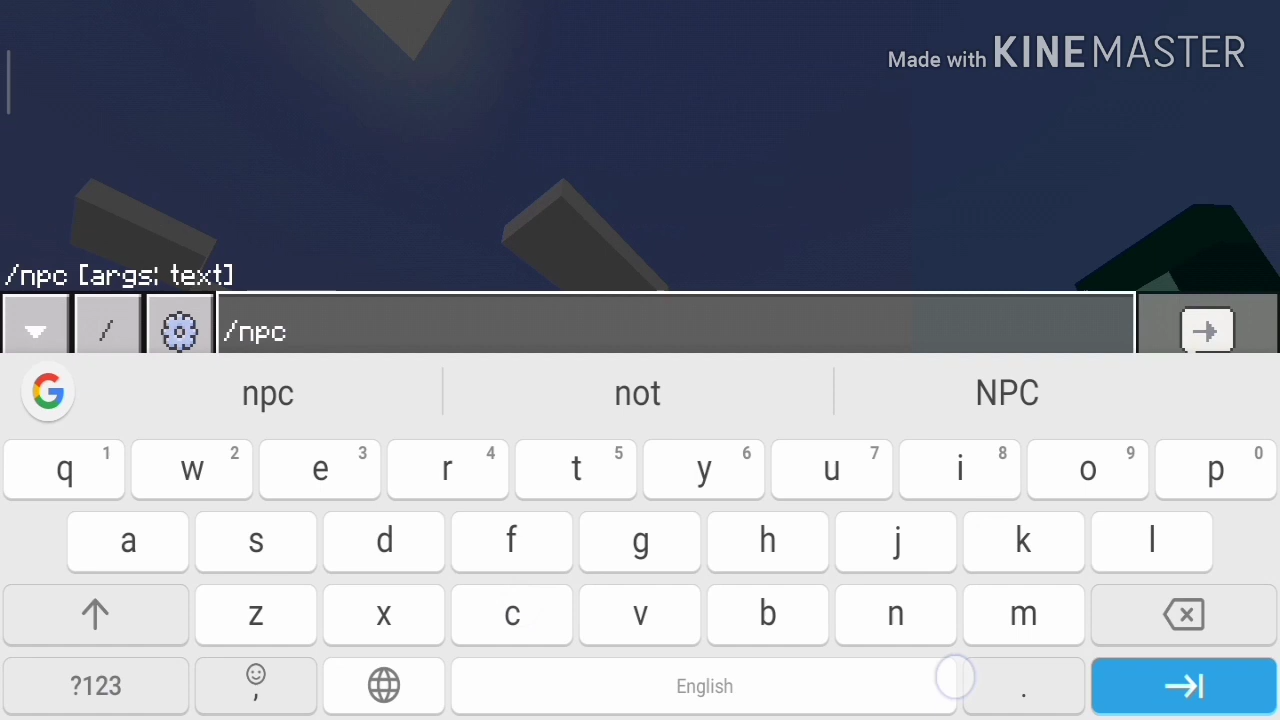 Made with KINEMASTER
/npc [args: text]
/ /npc
npc not NPC
q 1 w 2 e 3 r 4 t 5 y 6 u 7 i 8 o 9 p 0
a s d f g h j k l
z x c v b n m
?123 , English .